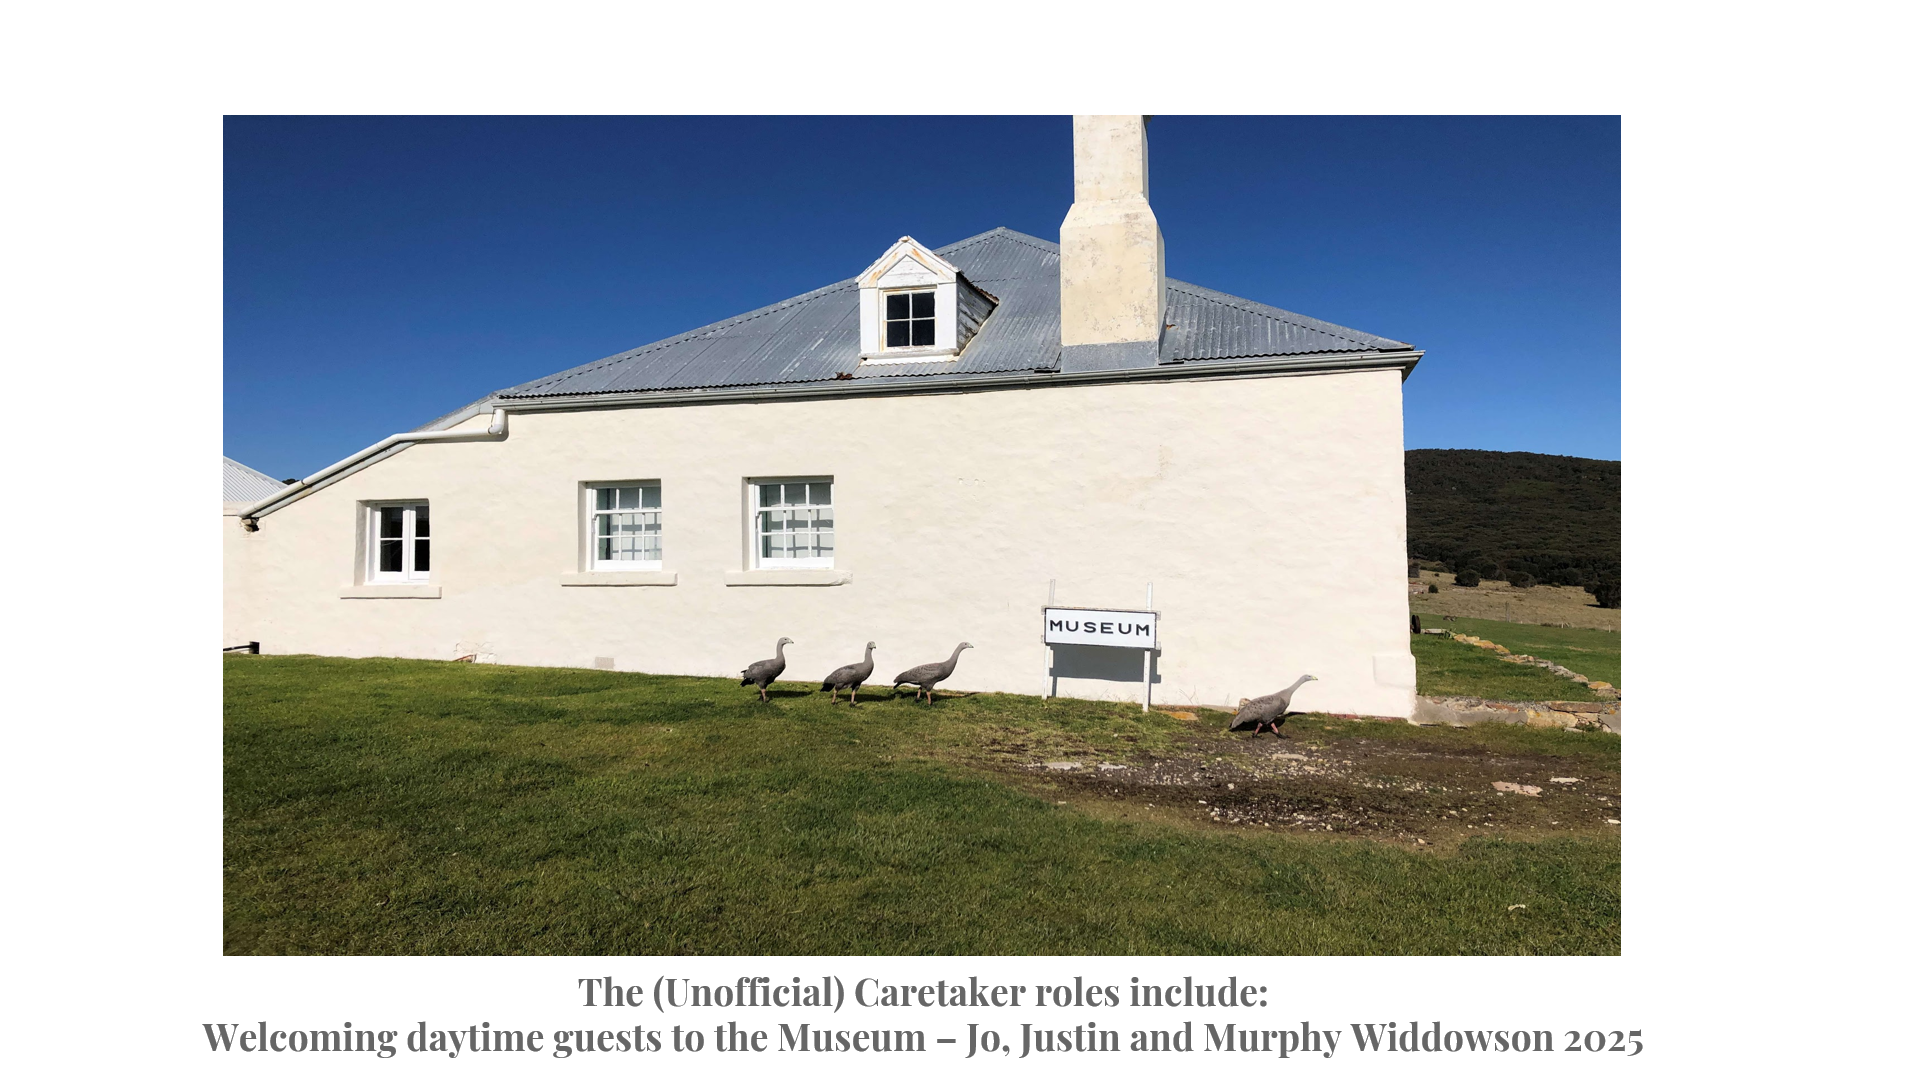 MUSEUM
The (Unofficial) Caretaker roles include:
Welcoming daytime guests to the Museum – Jo, Justin and Murphy Widdowson 2025